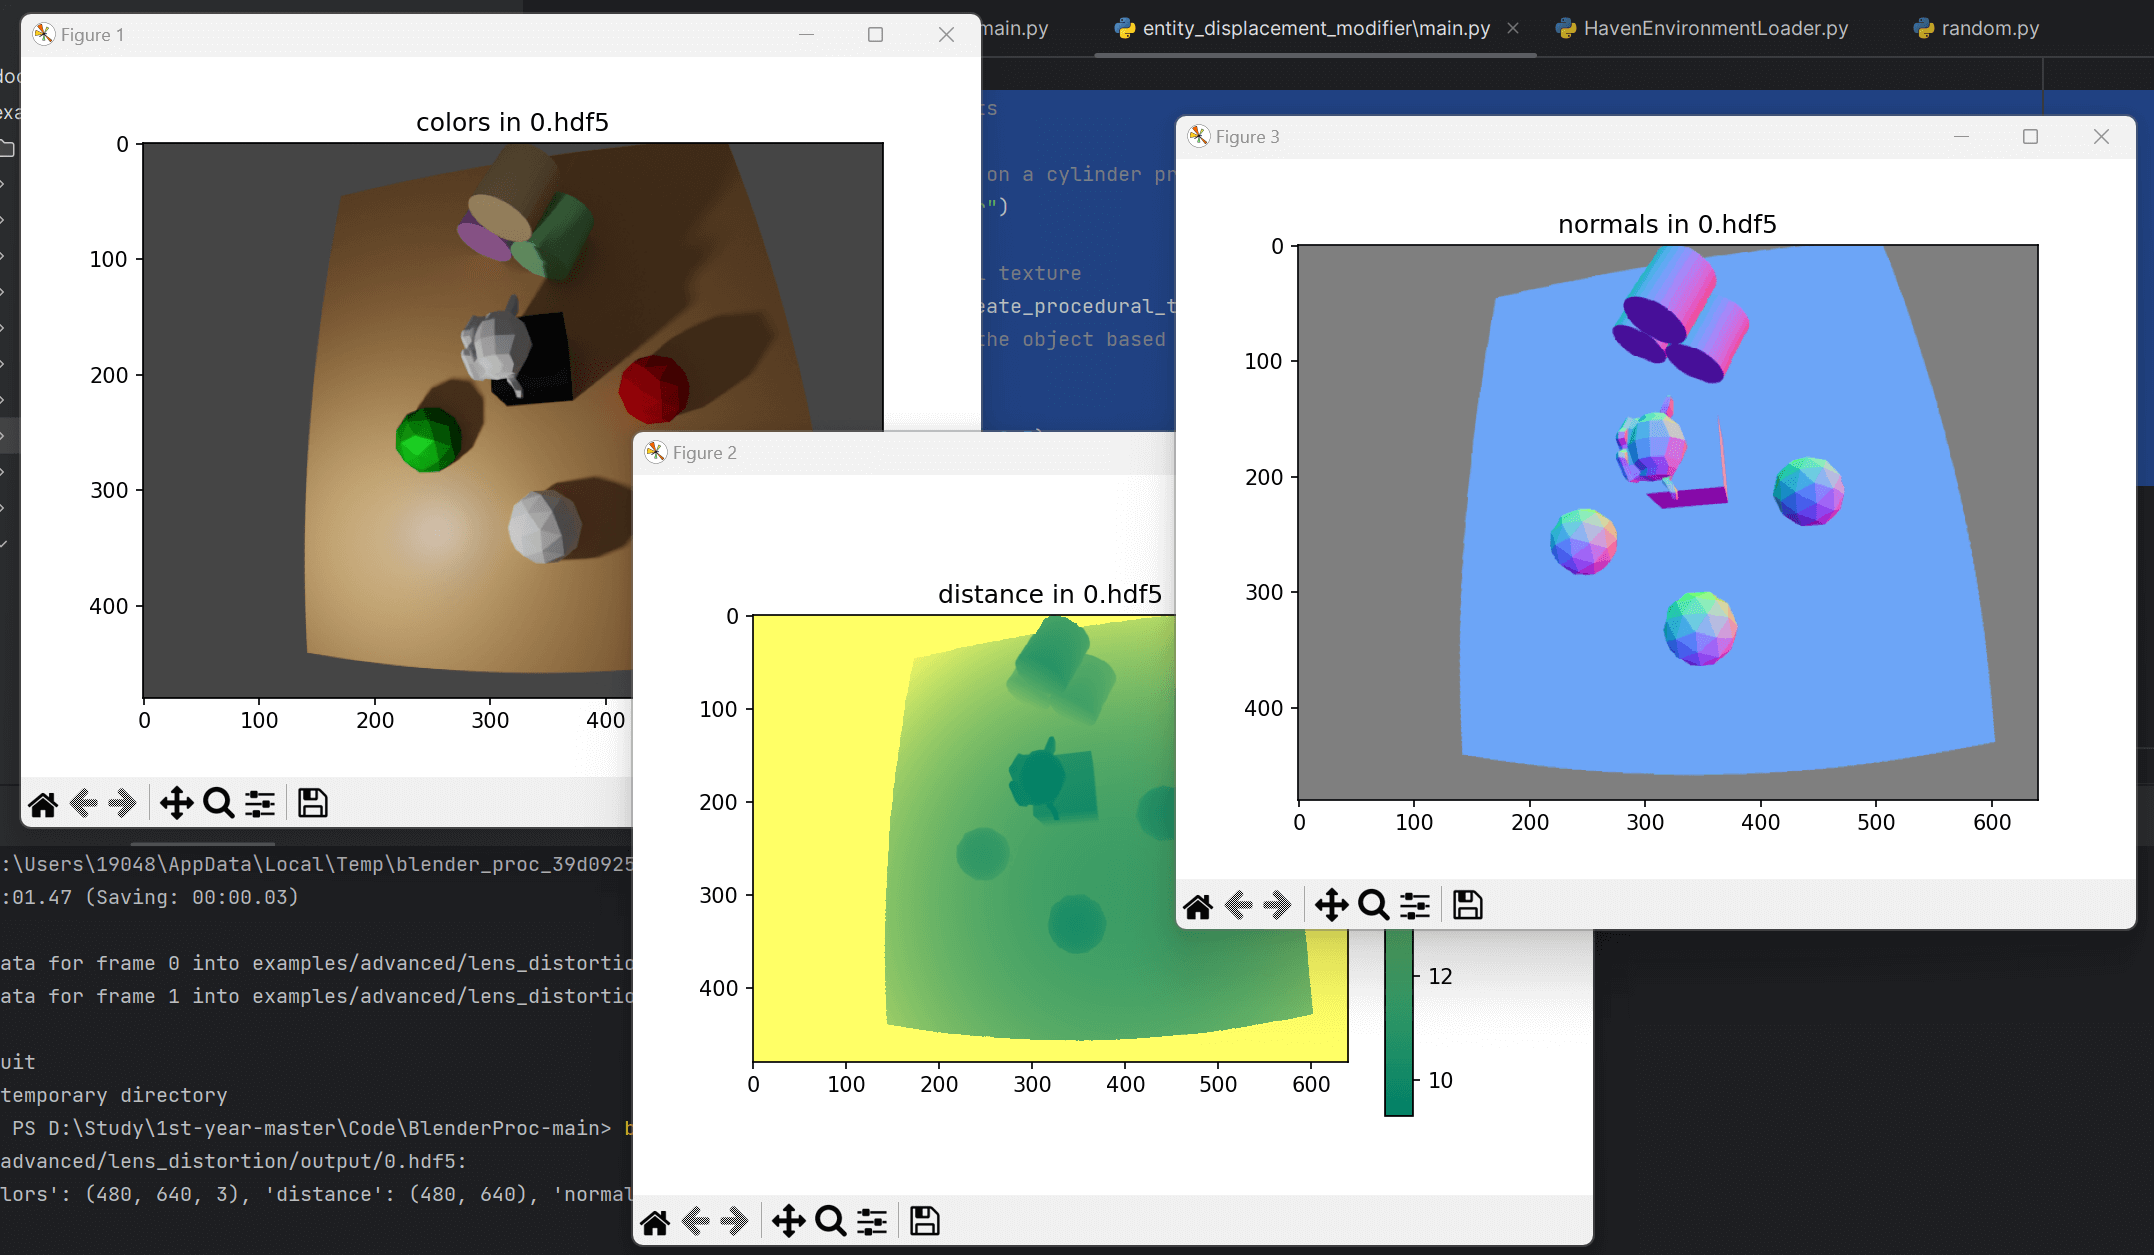 main.py
entity_displacement_modifier\main.py
HavenEnvironmentLoader.py
random.py
Figure 1
colors in 0.hdf5
0
100
200
300
400
0
100
200
300
400
on a cylinder
")
texture
the object based
Figure 3
normals in 0.hdf5
0
100
200
300
400
0
100
200
300
400
500
600
Figure 2
distance in 0.hdf5
0
100
200
300
400
0
100
200
300
400
500
600
12
10
:\Users\19048\AppData\Local\Temp\blender_proc_39d0925
:01.47 (Saving: 00:00.03)
ata for frame 0 into examples/advanced/lens_distortio
ata for frame 1 into examples/advanced/lens_distortio
uit
temporary directory
PS D:\Study\1st-year-master\Code\BlenderProc-main> b
advanced/lens_distortion/output/0.hdf5:
lors': (480, 640, 3), 'distance': (480, 640), 'normal